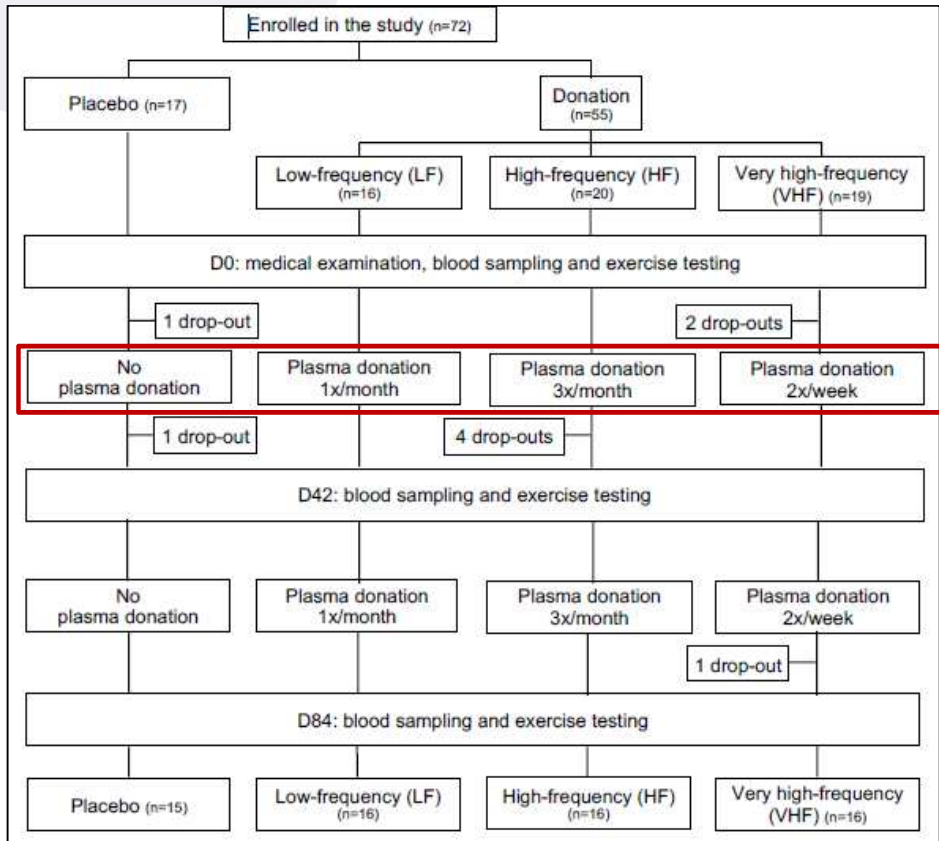 Enrolled in the study (n=72)
Placebo (n=17)
Donation
(n=55)
Low-frequency (LF)
(n=16)
High-frequency (HF)
(n=20)
Very high-frequency
(VHF) (n=19)
D0: medical examination, blood sampling and exercise testing
1 drop-out
2 drop-outs
No
plasma donation
Plasma donation
1x/month
Plasma donation
3x/month
Plasma donation
2x/week
1 drop-out
4 drop-outs
D42: blood sampling and exercise testing
No
plasma donation
Plasma donation
1x/month
Plasma donation
3x/month
Plasma donation
2x/week
1 drop-out
D84: blood sampling and exercise testing
Placebo (n=15)
Low-frequency (LF)
(n=16)
High-frequency (HF)
(n=16)
Very high-frequency
(VHF) (n=16)